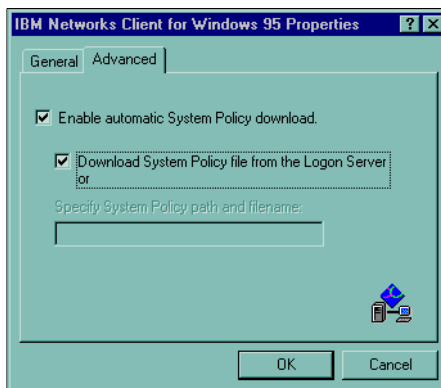 IBM Networks Client for Windows 95 Properties
General Advanced
Enable automatic System Policy download.
Download System Policy file from the Logon Server
or
Specify System Policy path and filename:
OK Cancel